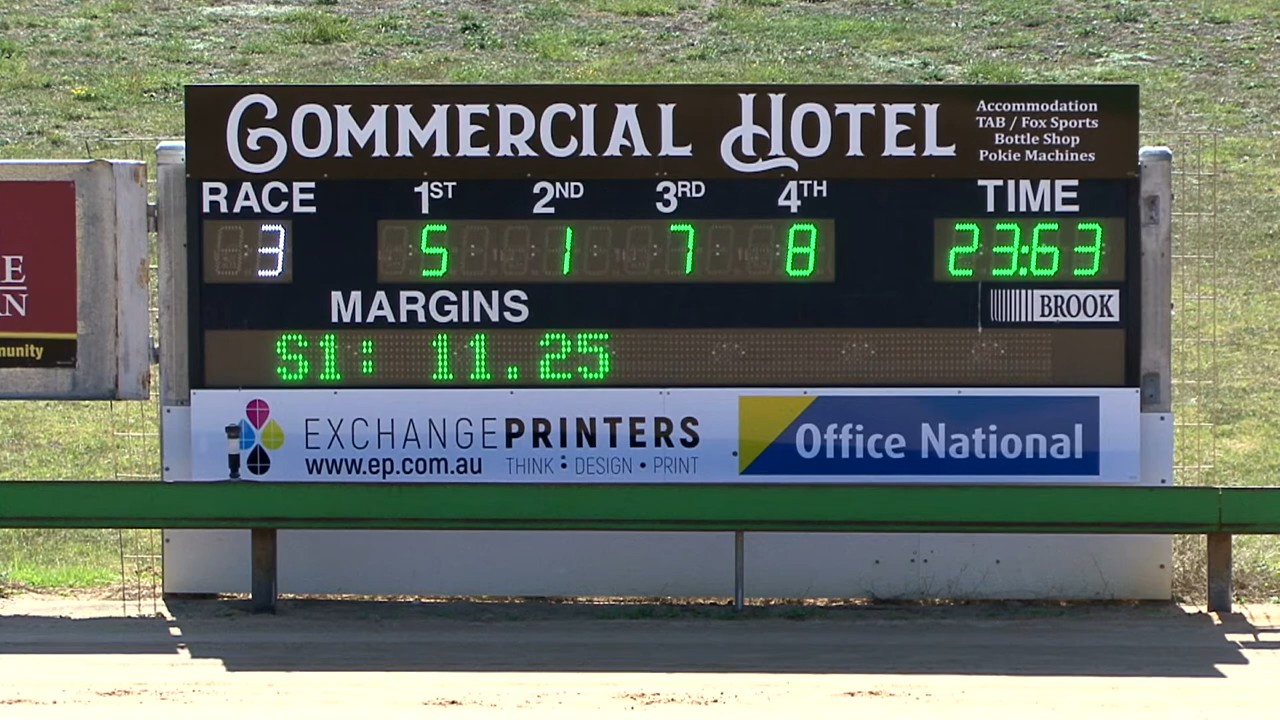 COMMERCIAL HOTEL
Accommodation
TAB / Fox Sports
Bottle Shop
Pokie Machines
RACE 1ST 2ND 3RD 4TH TIME
3 5 1 7 8 23:63
MARGINS
BROOK
S1: 11.25
E
N
munity
EXCHANGEPRINTERS
www.ep.com.au THINK : DESIGN • PRINT
Office National